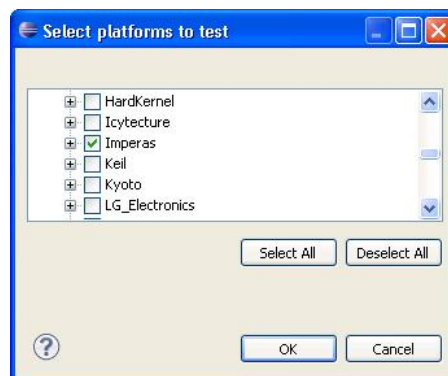 Select platforms to test
HardKernel
Icytecture
Imperas
Keil
Kyoto
LG_Electronics
Select All
Deselect All
OK
Cancel